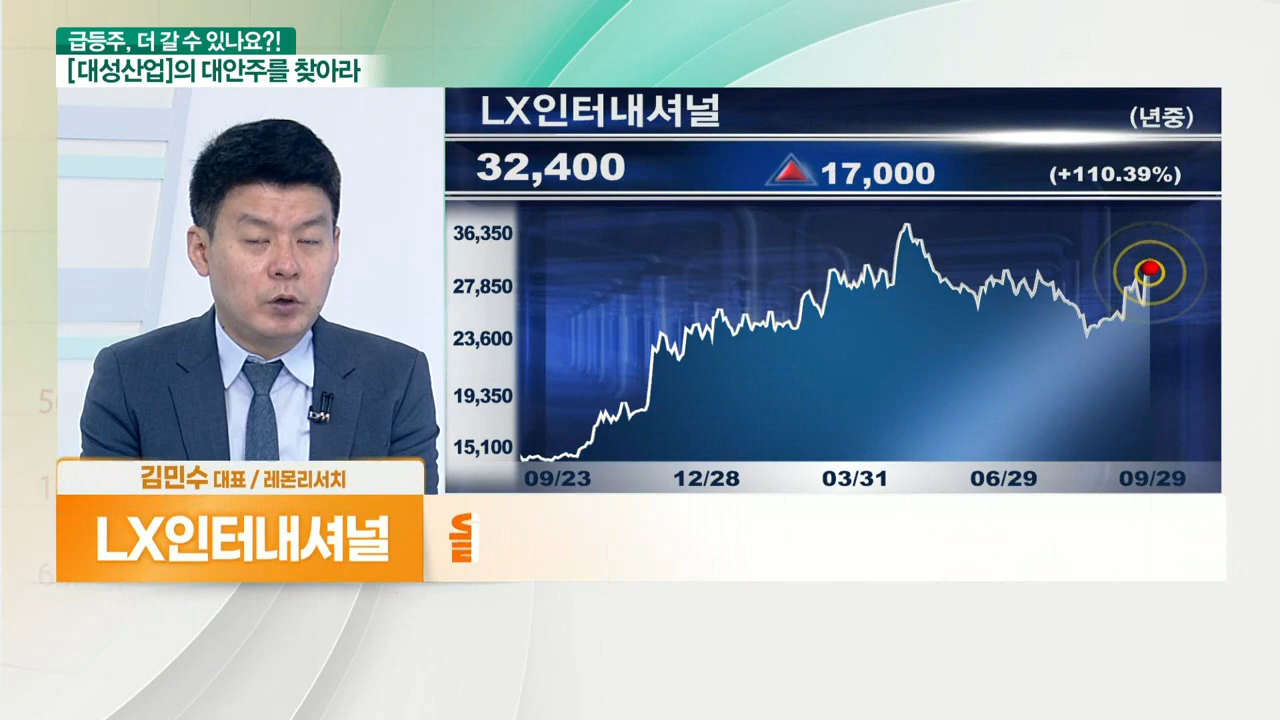 급등주, 더 갈 수 있나요?!
[대성산업]의 대안주를 찾아라
LX인터내셔널
(년중)
32,400
17,000
(+110.39%)
36,350
27,850
23,600
19,350
15,100
09/23
12/28
03/31
06/29
09/29
김민수 대표 / 레몬리서치
LX인터내셔널